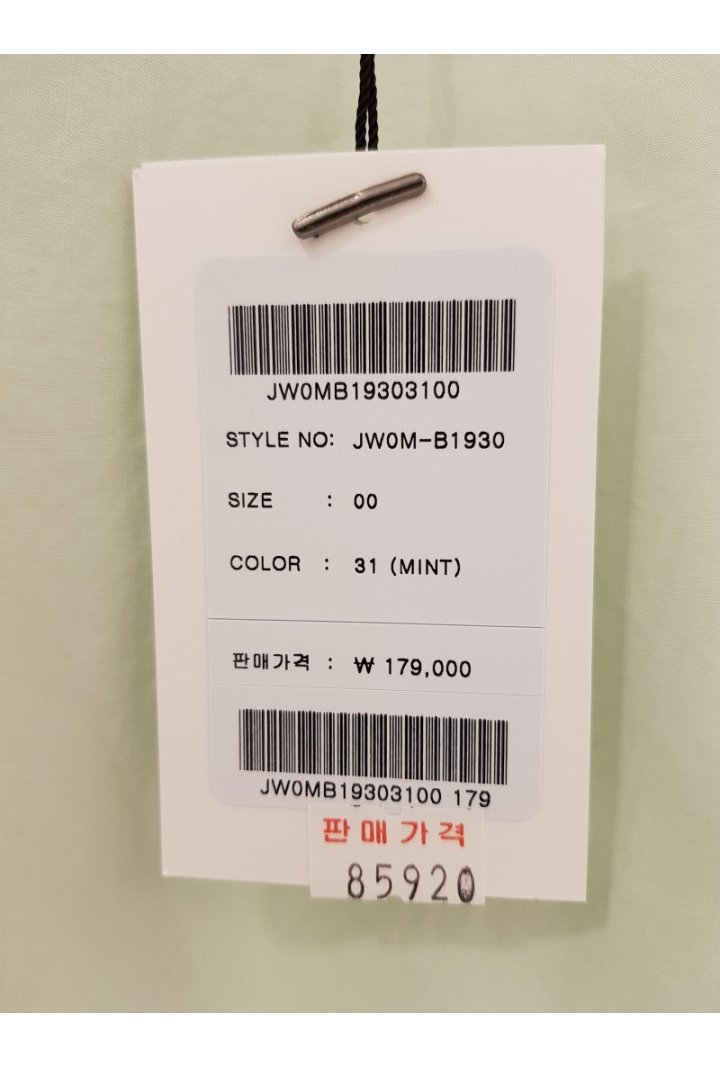 JW0MB19303100
STYLE NO: JW0M-B1930
SIZE : 00
COLOR : 31 (MINT)
판매가격 : ₩ 179,000
JW0MB19303100 179
판매가격
85920